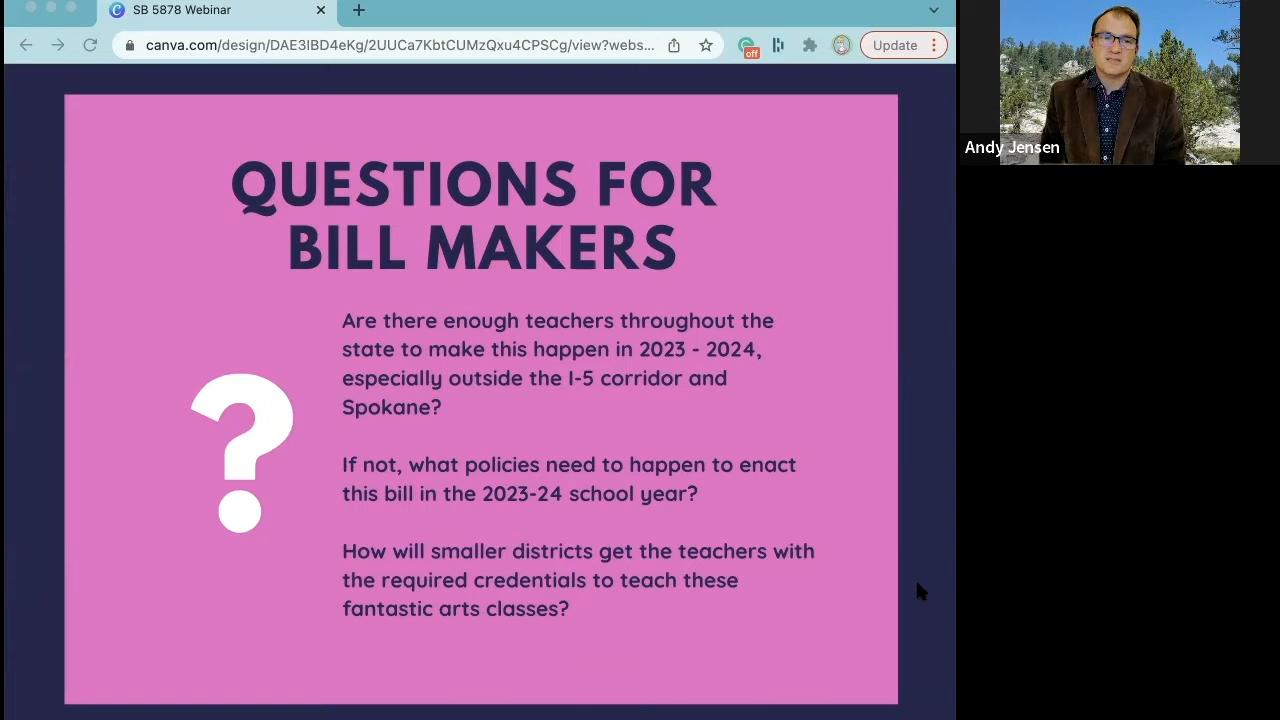 SB 5878 Webinar
canva.com/design/DAE3IBD4eKg/2UUCa7KbtCUMzQxu4CPSCg/view?webs...
off
Update
Andy Jensen
QUESTIONS FOR
BILL MAKERS
Are there enough teachers throughout the
state to make this happen in 2023 - 2024,
especially outside the I-5 corridor and
Spokane?
If not, what policies need to happen to enact
this bill in the 2023-24 school year?
How will smaller districts get the teachers with
the required credentials to teach these
fantastic arts classes?
?